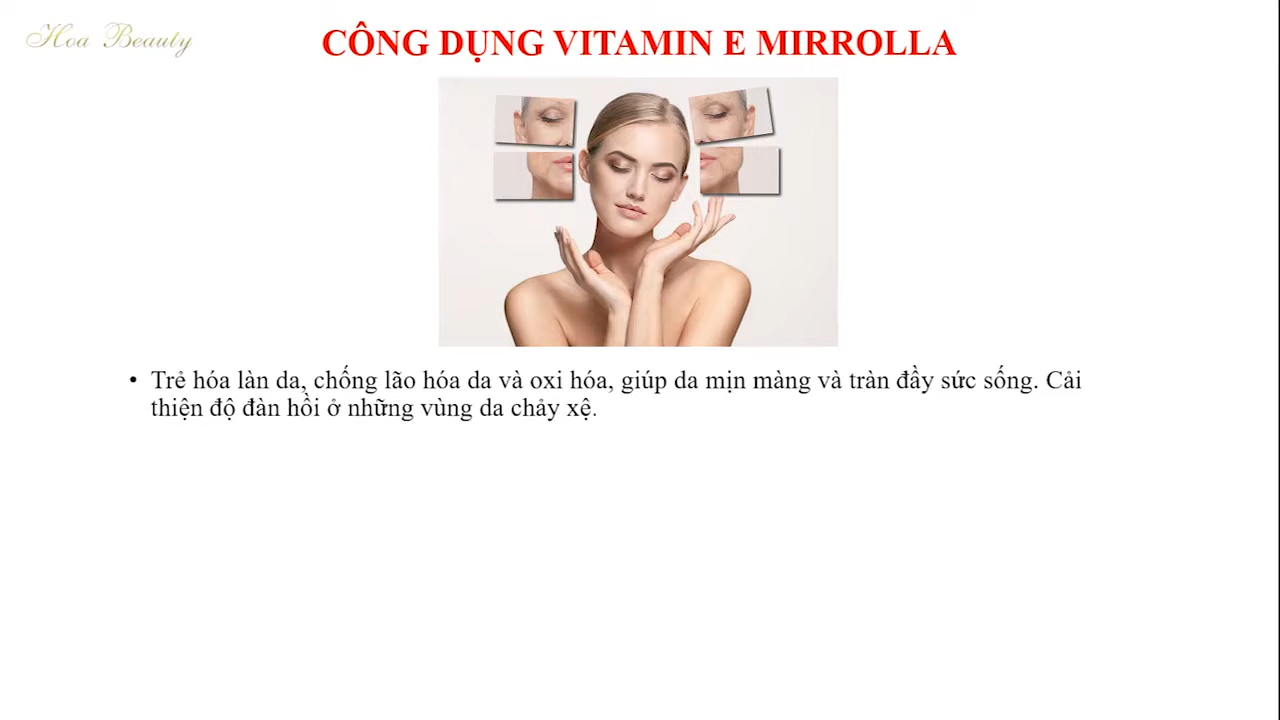 Hoa Beauty
CÔNG DỤNG VITAMIN E MIRROLLA
• Trẻ hóa làn da, chống lão hóa da và oxi hóa, giúp da mịn màng và tràn đầy sức sống. Cải
thiện độ đàn hồi ở những vùng da chảy xệ.